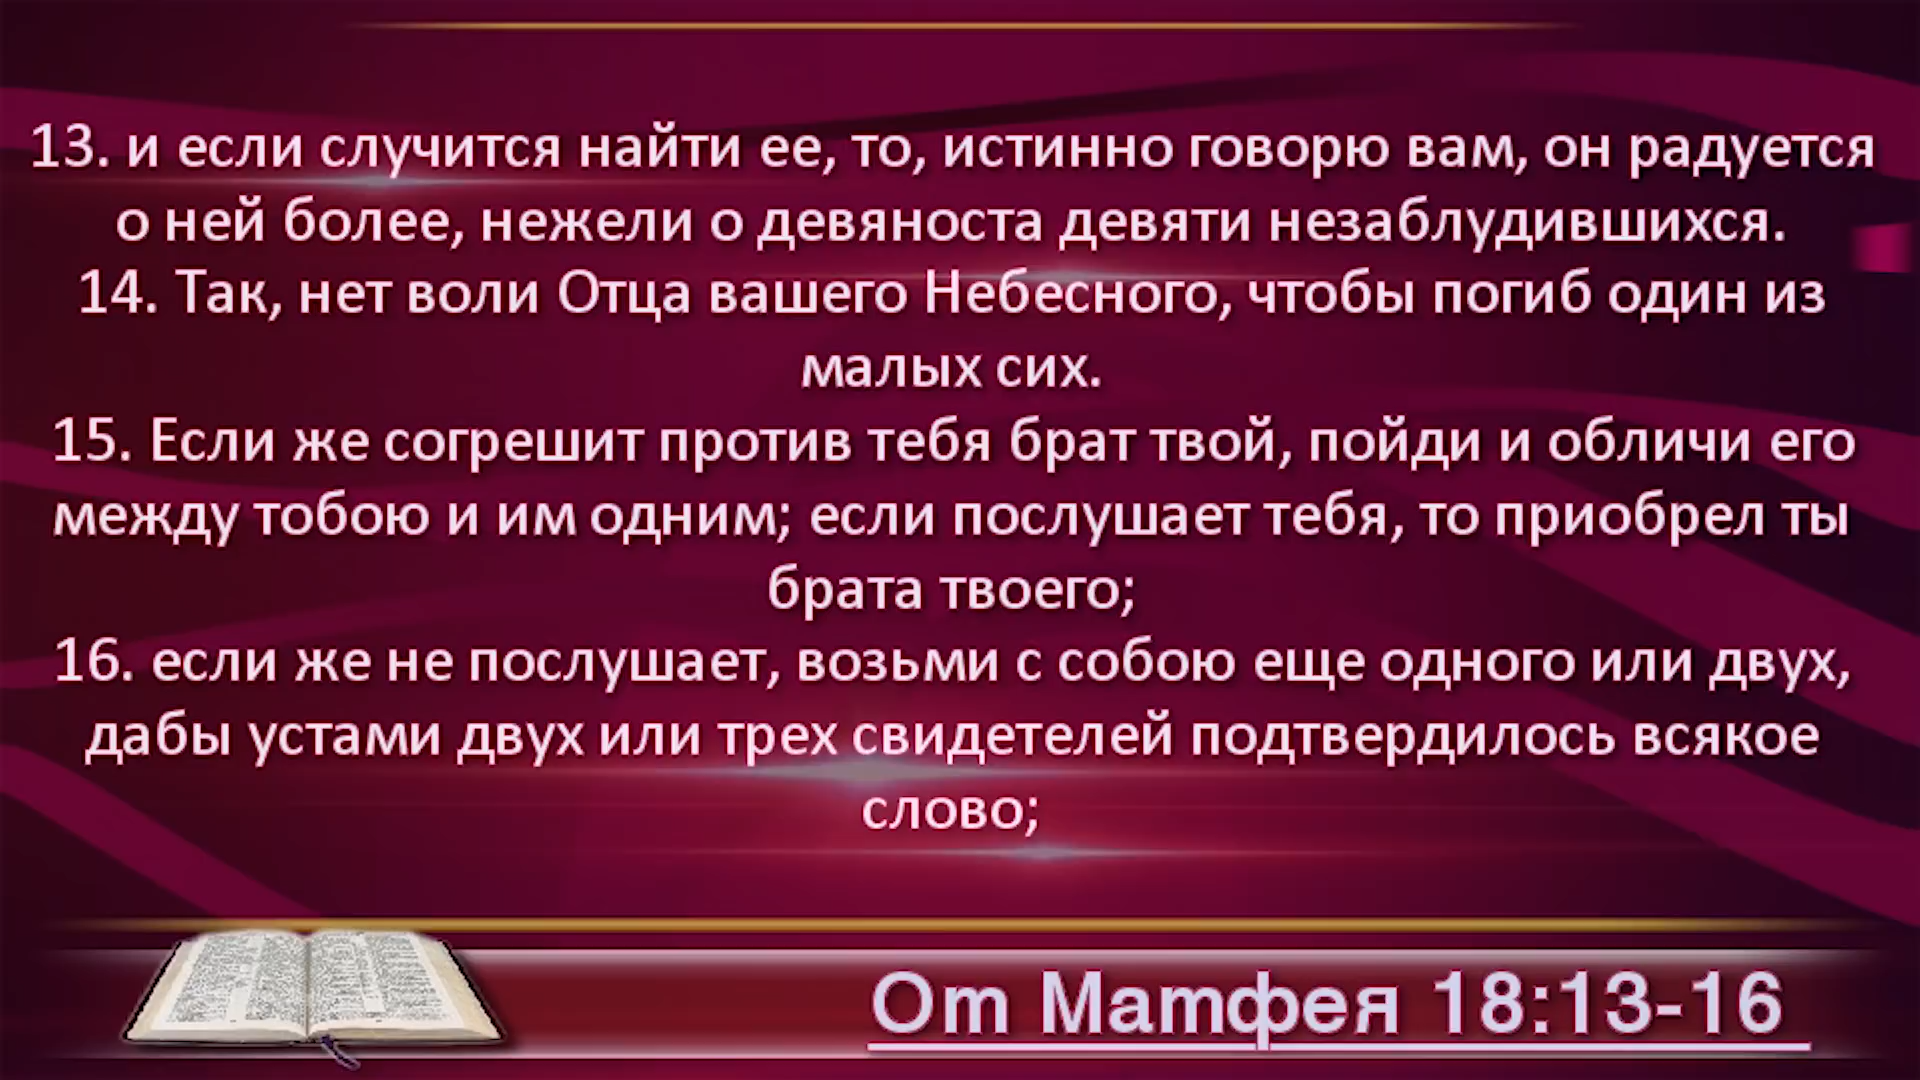 13. и если случится найти ее, то, истинно говорю вам, он радуется
о ней более, нежели о девяноста девяти незаблудившихся.
14. Так, нет воли Отца вашего Небесного, чтобы погиб один из
малых сих.
15. Если же согрешит против тебя брат твой, пойди и обличи его
между тобою и им одним; если послушает тебя, то приобрел ты
брата твоего;
16. если же не послушает, возьми с собою еще одного или двух,
дабы устами двух или трех свидетелей подтвердилось всякое
слово;
От Матфея 18:13-16